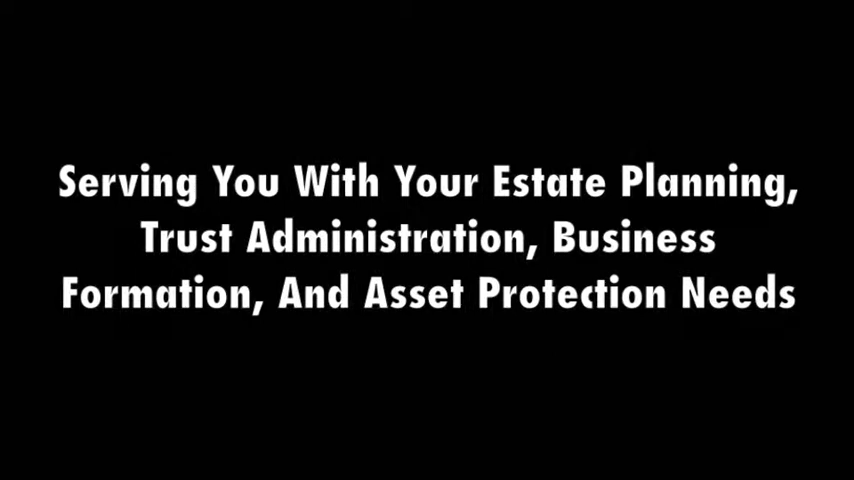 Serving You With Your Estate Planning,
Trust Administration, Business
Formation, And Asset Protection Needs